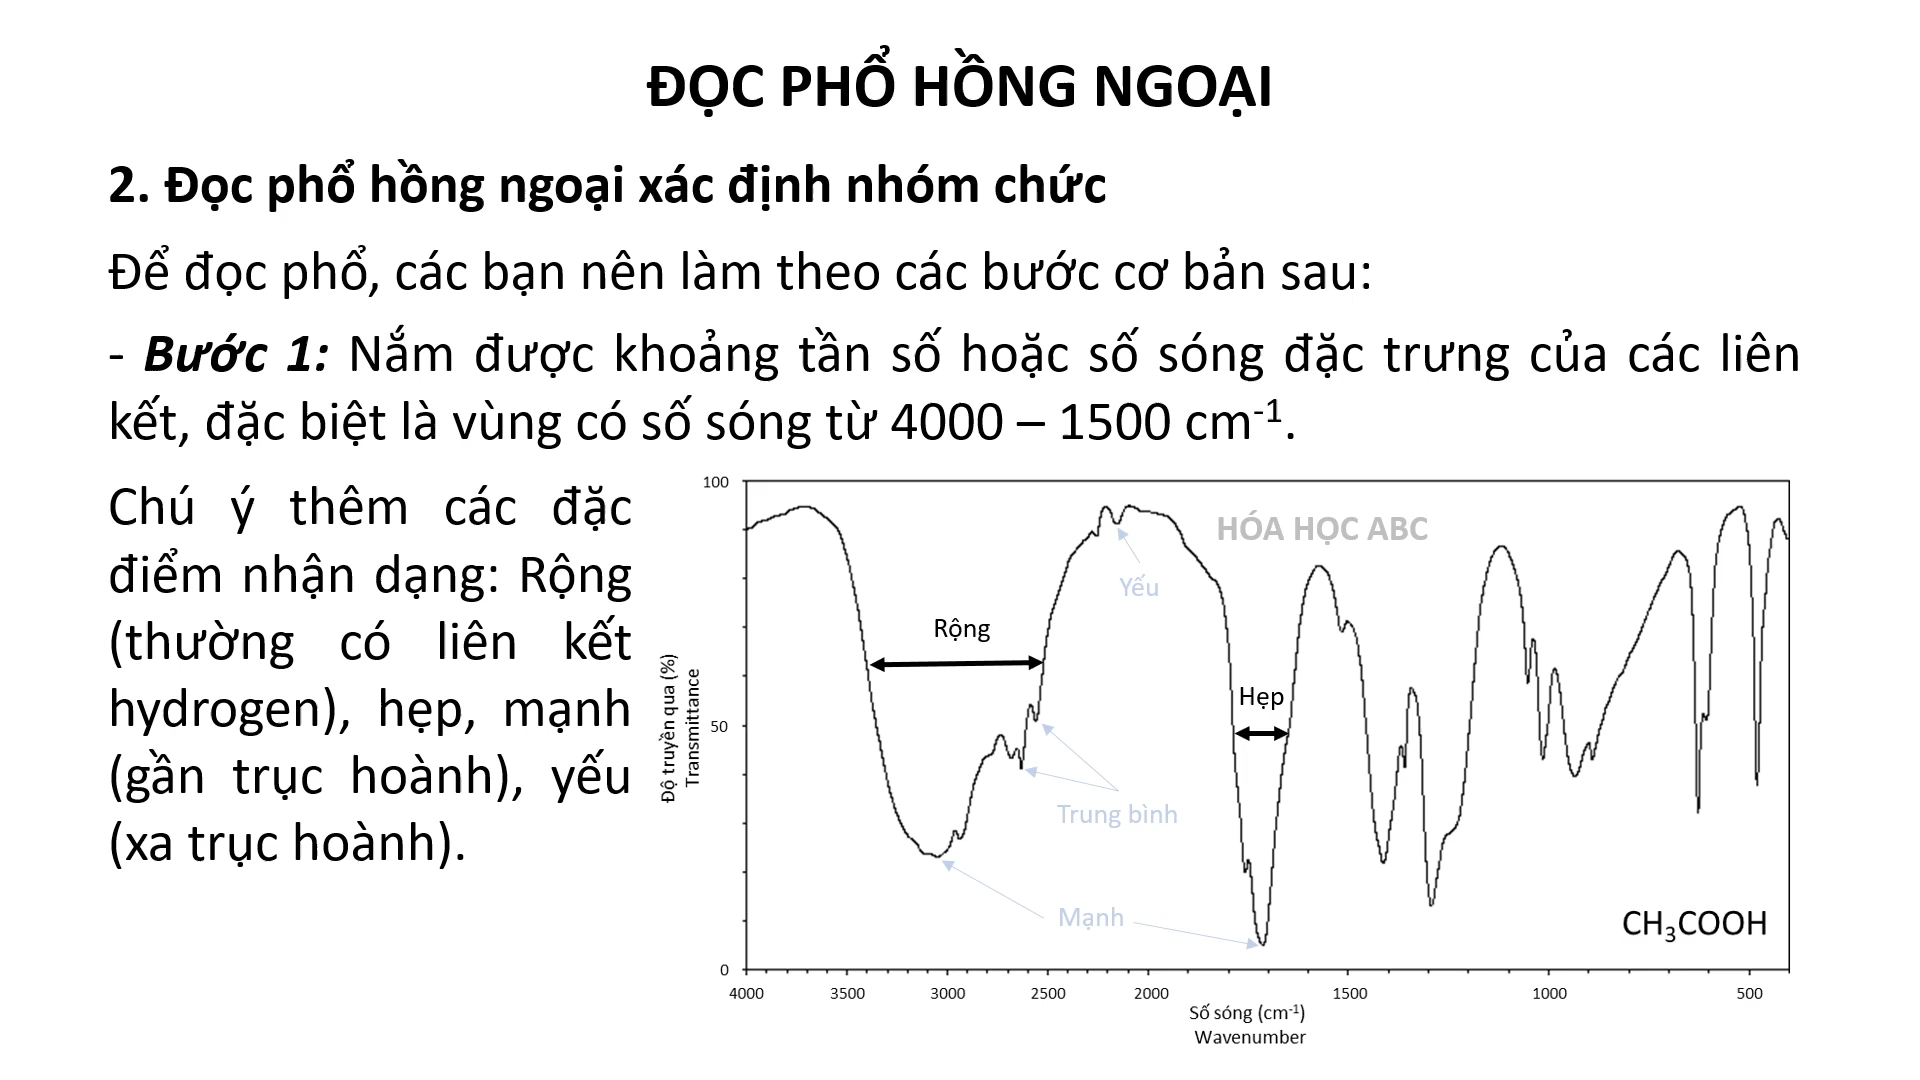 ĐỌC PHỔ HỒNG NGOẠI
2. Đọc phổ hồng ngoại xác định nhóm chức
Để đọc phổ, các bạn nên làm theo các bước cơ bản sau:
- Bước 1: Nắm được khoảng tần số hoặc số sóng đặc trưng của các liên
kết, đặc biệt là vùng có số sóng từ 4000 – 1500 cm⁻¹.
Chú ý thêm các đặc
điểm nhận dạng: Rộng
(thường có liên kết
hydrogen), hẹp, mạnh
(gần trục hoành), yếu
(xa trục hoành).
100
HÓA HỌC ABC
Yếu
Rộng
Hẹp
50
Độ truyền qua (%)
Transmittance
Trung bình
Mạnh
CH₃COOH
0
4000 3500 3000 2500 2000 1500 1000 500
Số sóng (cm⁻¹)
Wavenumber